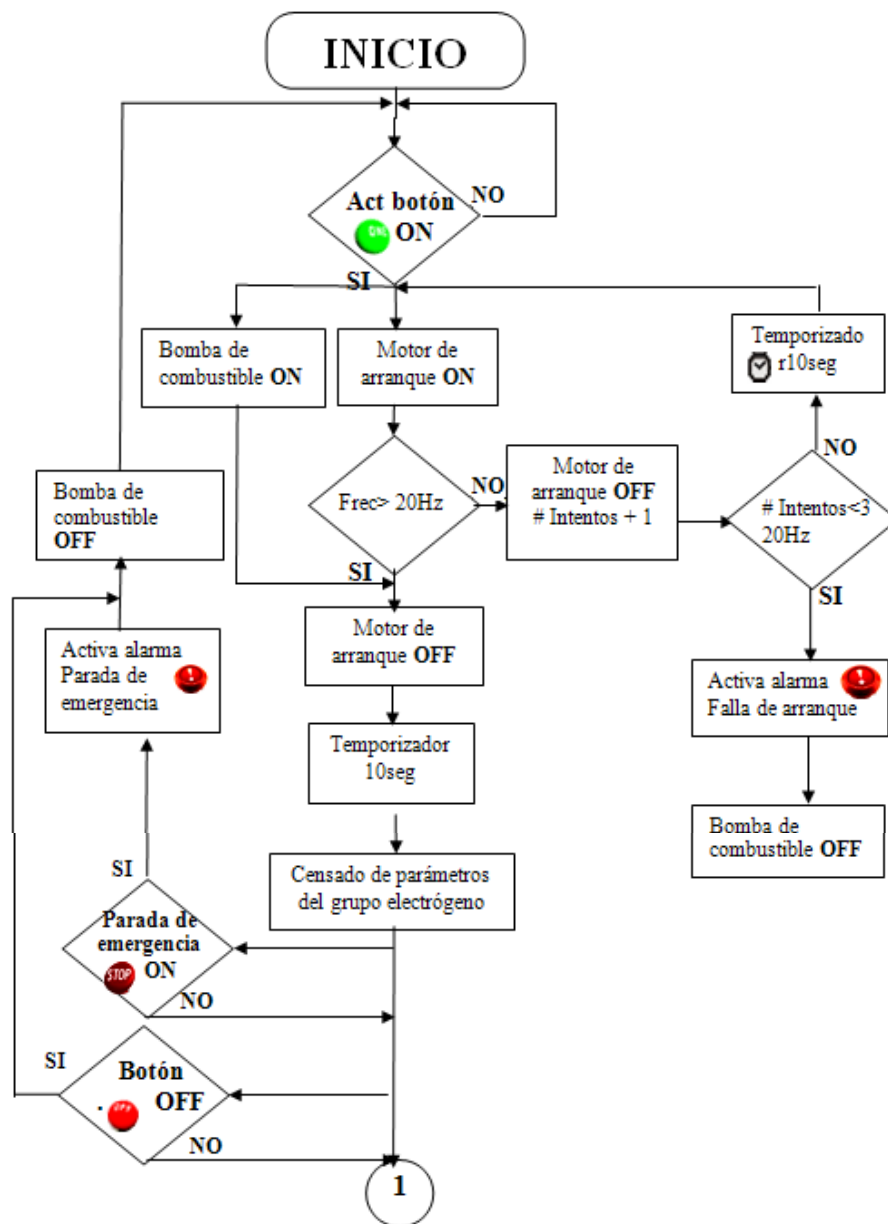 INICIO
Act botón
ON
NO
SI
Bomba de
combustible ON
Motor de
arranque ON
Temporizado
r10seg
NO
Bomba de
combustible
OFF
Frec> 20Hz
NO
Motor de
arranque OFF
# Intentos + 1
# Intentos<3
20Hz
SI
SI
Activa alarma
Parada de
emergencia
Motor de
arranque OFF
Activa alarma
Falla de arranque
Temporizador
10seg
Bomba de
combustible OFF
SI
Censado de parámetros
del grupo electrógeno
Parada de
emergencia
STOP ON
NO
SI
Botón
. OFF OFF
NO
1